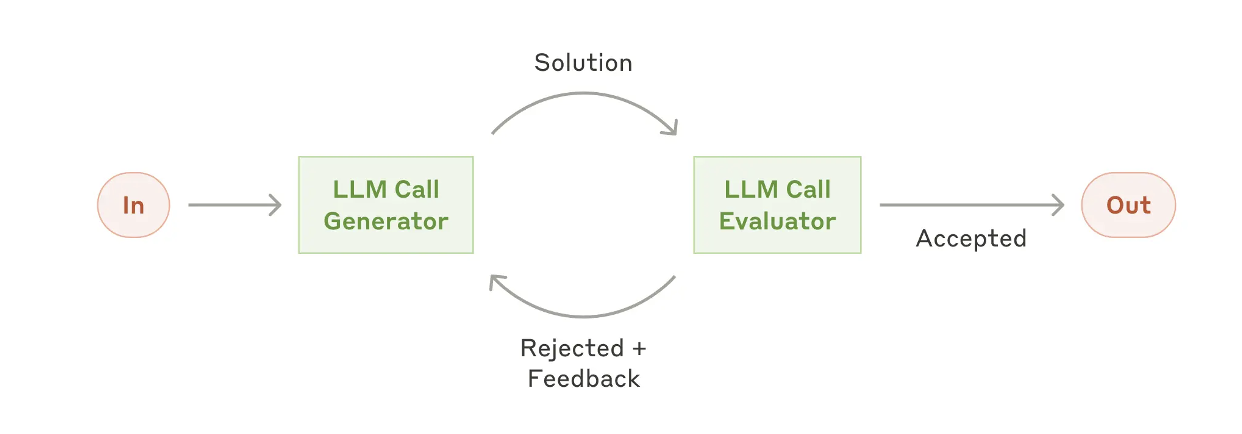 Solution
In
LLM Call
Generator
LLM Call
Evaluator
Accepted
Out
Rejected +
Feedback